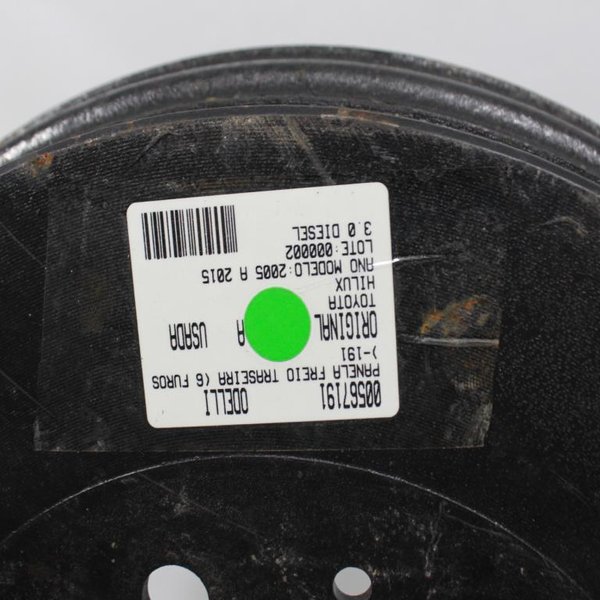 00567191 ODELLI
PANELA FREIO TRASEIRA (6 FUROS
)-191
ORIGINAL A USADA
TOYOTA
HILUX
ANO MODELO:2005 A 2015
LOTE:000002
3.0 DIESEL